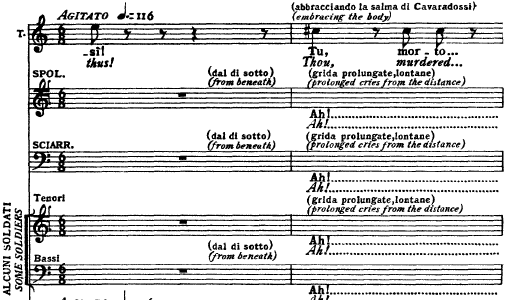 AGITATO ♩.=116
(abbracciando la salma di Cavaradossi)
(embracing the body)
T.
-sì!
Tu, mor - to...
thus!
Thou, murdered...
SPOL.
(dal di sotto)
(grida prolungate, lontane)
(from beneath)
(prolonged cries from the distance)
Ah!
Ah!
SCIARR.
(dal di sotto)
(grida prolungate, lontane)
(from beneath)
(prolonged cries from the distance)
Ah!
Ah!
ALCUNI SOLDATI
SOME SOLDIERS
Tenori
(grida prolungate, lontane)
(prolonged cries from the distance)
Ah!
Ah!
Bassi
(dal di sotto)
(from beneath)
Ah!
Ah!